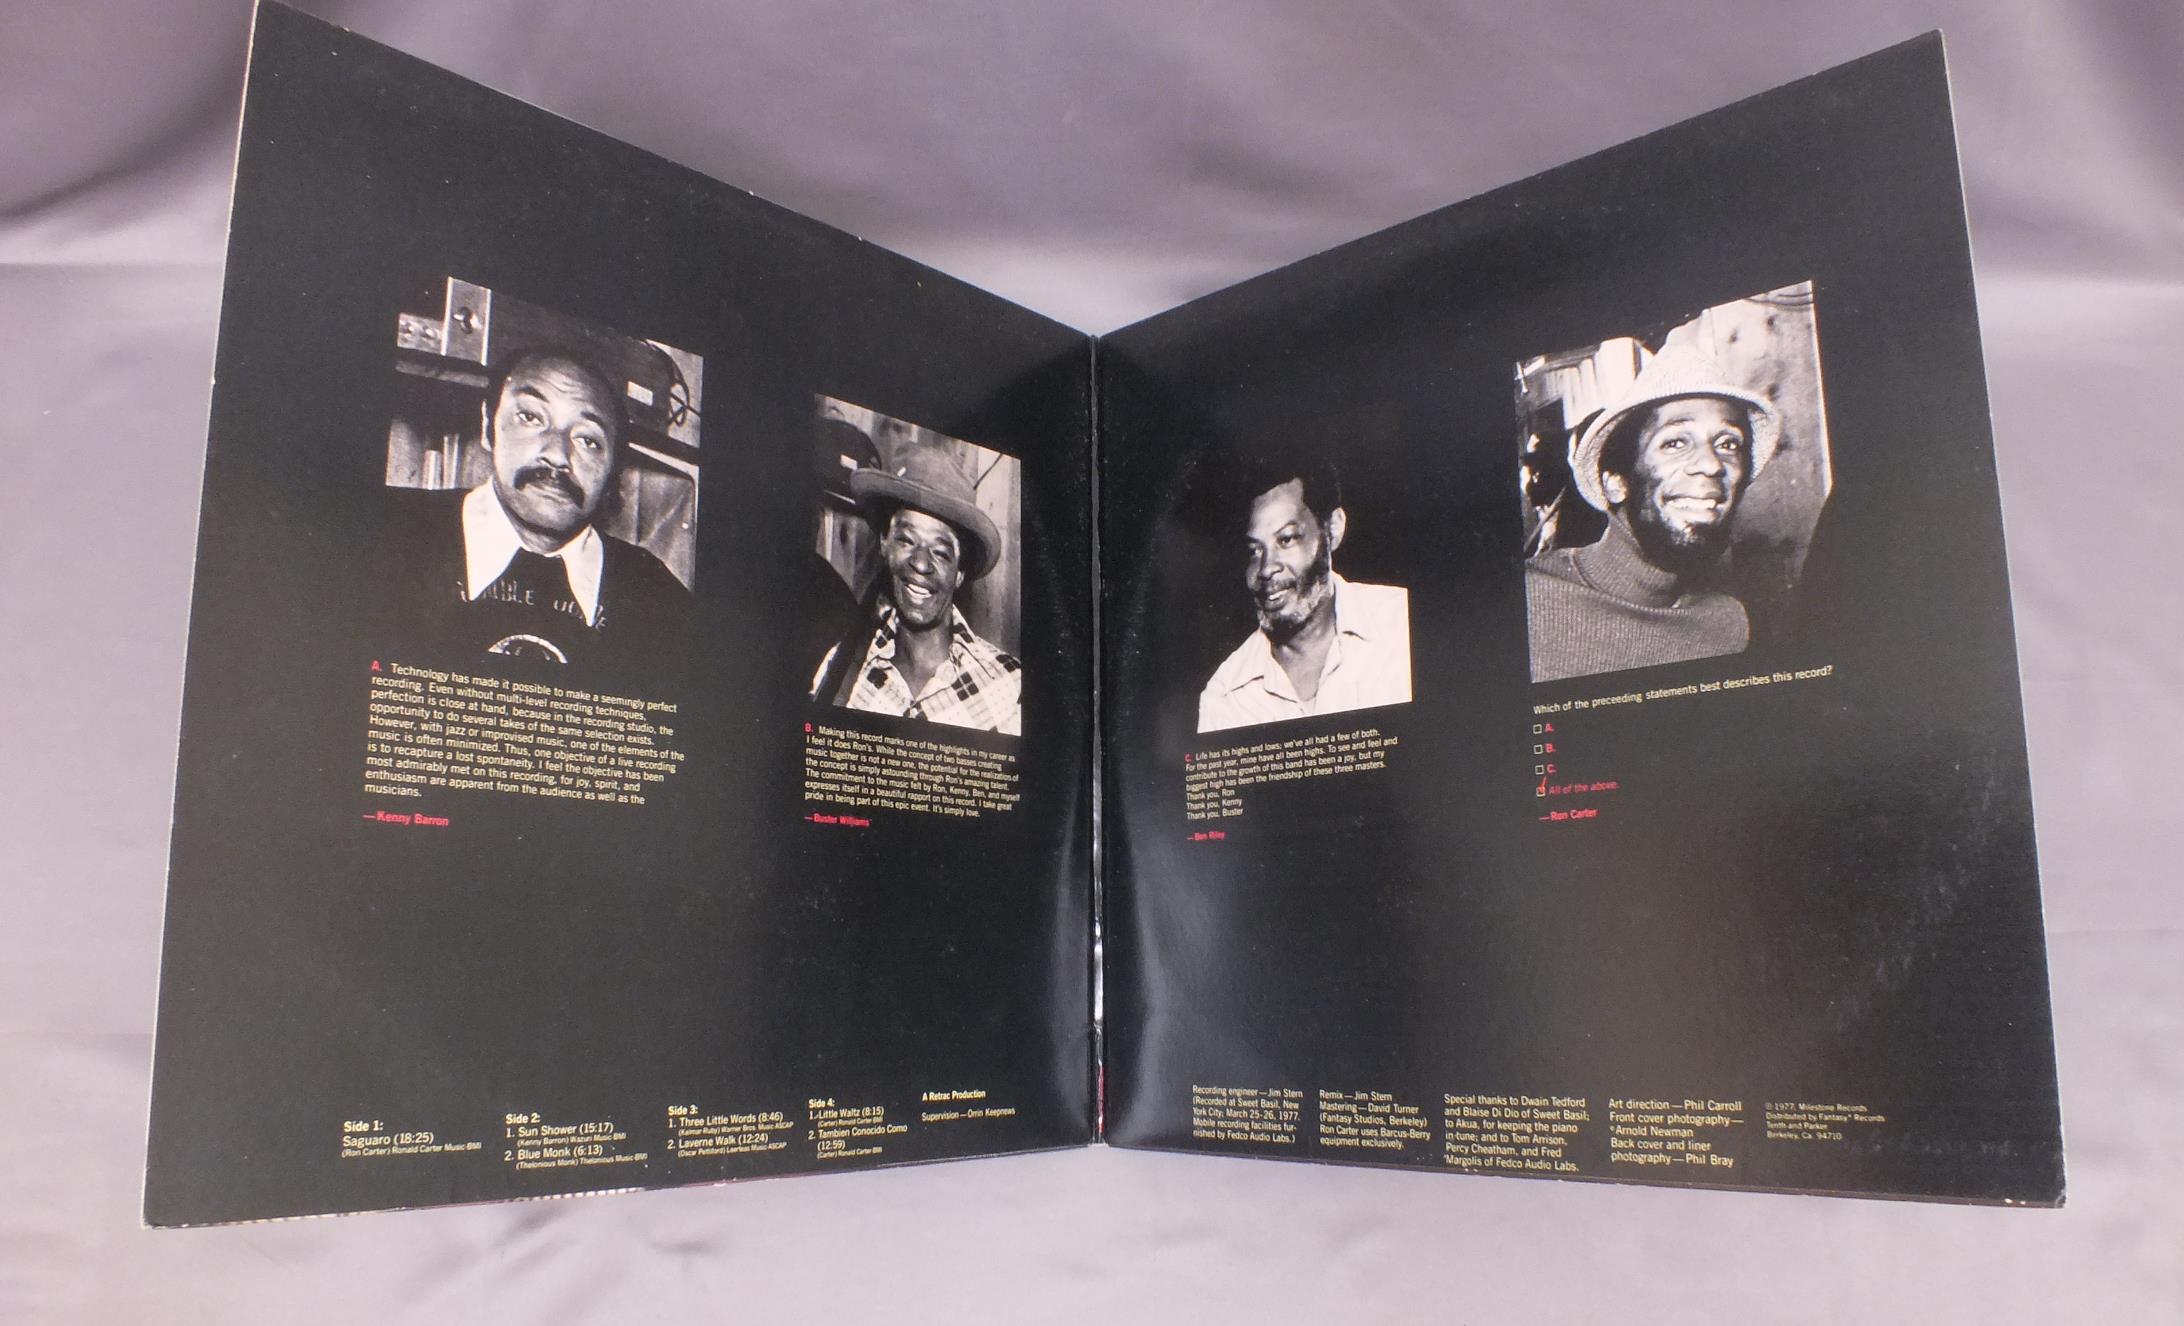 A. Technology has made it possible to make a seemingly perfect
recording. Even without multi-level recording techniques,
perfection is close at hand, because in the recording studio, the
opportunity to do several takes of the same selection exists.
However, with jazz or improvised music, one of the elements of the
music is often minimized. Thus, one objective of a live recording
is to recapture a lost spontaneity. I feel the objective has been
most admirably met on this recording, for joy, spirit, and
enthusiasm are apparent from the audience as well as the
musicians.
—Kenny Barron
B. Making this record marks one of the highlights in my career as
I feel it does Ron's. While the concept of two basses creating
music together is not a new one, the potential for the realization of
the concept is simply astounding through Ron's amazing talent.
The commitment to the music felt by Ron, Kenny, Ben, and myself
expresses itself in a beautiful rapport on this record. I take great
pride in being part of this epic event. It's simply love.
—Buster Williams
C. Life has its highs and lows; we've all had a few of both.
For the past year, mine have all been highs. To see and feel and
contribute to the growth of this band has been a joy, but my
biggest high has been the friendship of these three masters.
Thank you, Ron
Thank you, Kenny
Thank you, Buster
—Ben Riley
Which of the preceeding statements best describes this record?
A.
B.
C.
All of the above.
—Ron Carter
Side 1:
Saguaro (18:25)
(Ron Carter) Ronald Carter Music-BMI
Side 2:
1. Sun Shower (15:17)
(Kenny Barron) Wazuri Music-BMI
2. Blue Monk (6:13)
(Thelonious Monk) Thelonious Music-BMI
Side 3:
1. Three Little Words (8:46)
(Kalmar-Ruby) Warner Bros. Music-ASCAP
2. Laverne Walk (12:24)
(Oscar Pettiford) Leerleas Music-ASCAP
Side 4:
1. Little Waltz (8:15)
(Carter) Ronald Carter-BMI
2. Tambien Conocido Como
(12:59)
(Carter) Ronald Carter-BMI
A Retrac Production
Supervision—Orrin Keepnews
Recording engineer—Jim Stern
(Recorded at Sweet Basil, New
York City; March 25-26, 1977.
Mobile recording facilities fur-
nished by Fedco Audio Labs.)
Remix—Jim Stern
Mastering—David Turner
(Fantasy Studios, Berkeley)
Ron Carter uses Barcus-Berry
equipment exclusively.
Special thanks to Dwain Tedford
and Blaise Di Dio of Sweet Basil;
to Akua, for keeping the piano
in-tune; and to Tom Arrison,
Percy Cheatham, and Fred
Margolis of Fedco Audio Labs.
Art direction—Phil Carroll
Front cover photography—
Arnold Newman
Back cover and liner
photography—Phil Bray
© 1977, Milestone Records
Distributed by Fantasy Records
Tenth and Parker
Berkeley, Ca. 94710